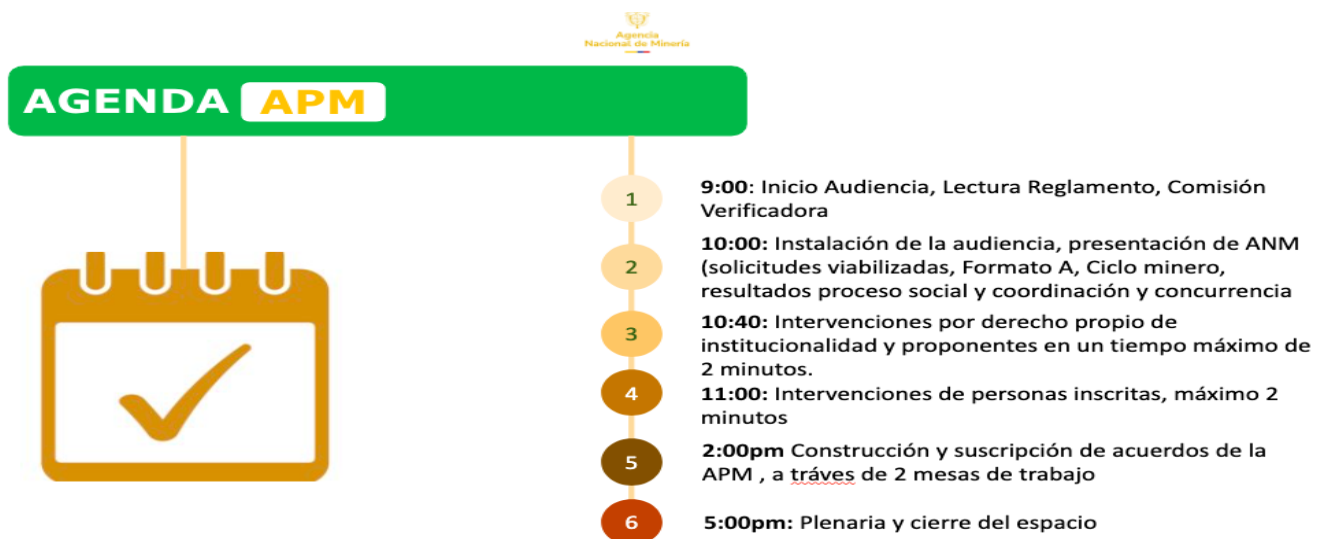 Agencia
Nacional de Minería
AGENDA APM
1
9:00: Inicio Audiencia, Lectura Reglamento, Comisión
Verificadora
2
10:00: Instalación de la audiencia, presentación de ANM
(solicitudes viabilizadas, Formato A, Ciclo minero,
resultados proceso social y coordinación y concurrencia
3
10:40: Intervenciones por derecho propio de
institucionalidad y proponentes en un tiempo máximo de
2 minutos.
4
11:00: Intervenciones de personas inscritas, máximo 2
minutos
5
2:00pm Construcción y suscripción de acuerdos de la
APM , a tráves de 2 mesas de trabajo
6
5:00pm: Plenaria y cierre del espacio